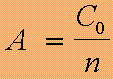 A = C₀/n